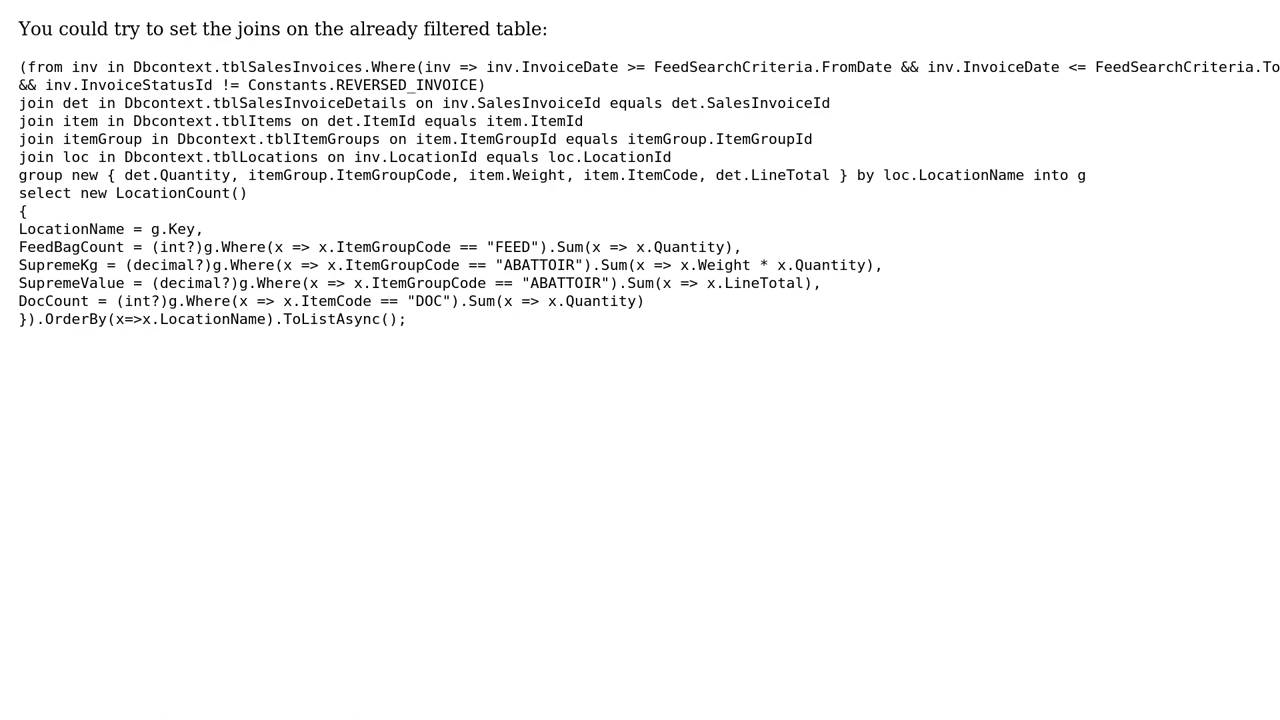 You could try to set the joins on the already filtered table:
(from inv in Dbcontext.tblSalesInvoices.Where(inv => inv.InvoiceDate >= FeedSearchCriteria.FromDate && inv.InvoiceDate <= FeedSearchCriteria.To
&& inv.InvoiceStatusId != Constants.REVERSED_INVOICE)
join det in Dbcontext.tblSalesInvoiceDetails on inv.SalesInvoiceId equals det.SalesInvoiceId
join item in Dbcontext.tblItems on det.ItemId equals item.ItemId
join itemGroup in Dbcontext.tblItemGroups on item.ItemGroupId equals itemGroup.ItemGroupId
join loc in Dbcontext.tblLocations on inv.LocationId equals loc.LocationId
group new { det.Quantity, itemGroup.ItemGroupCode, item.Weight, item.ItemCode, det.LineTotal } by loc.LocationName into g
select new LocationCount()
{
LocationName = g.Key,
FeedBagCount = (int?)g.Where(x => x.ItemGroupCode == "FEED").Sum(x => x.Quantity),
SupremeKg = (decimal?)g.Where(x => x.ItemGroupCode == "ABATTOIR").Sum(x => x.Weight * x.Quantity),
SupremeValue = (decimal?)g.Where(x => x.ItemGroupCode == "ABATTOIR").Sum(x => x.LineTotal),
DocCount = (int?)g.Where(x => x.ItemCode == "DOC").Sum(x => x.Quantity)
}).OrderBy(x=>x.LocationName).ToListAsync();